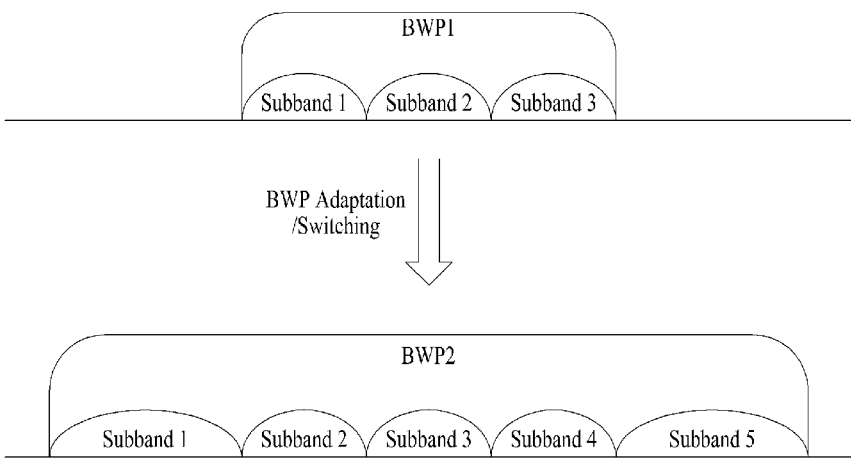 BWP1
Subband 1 Subband 2 Subband 3
BWP Adaptation
/Switching
BWP2
Subband 1 Subband 2 Subband 3 Subband 4 Subband 5